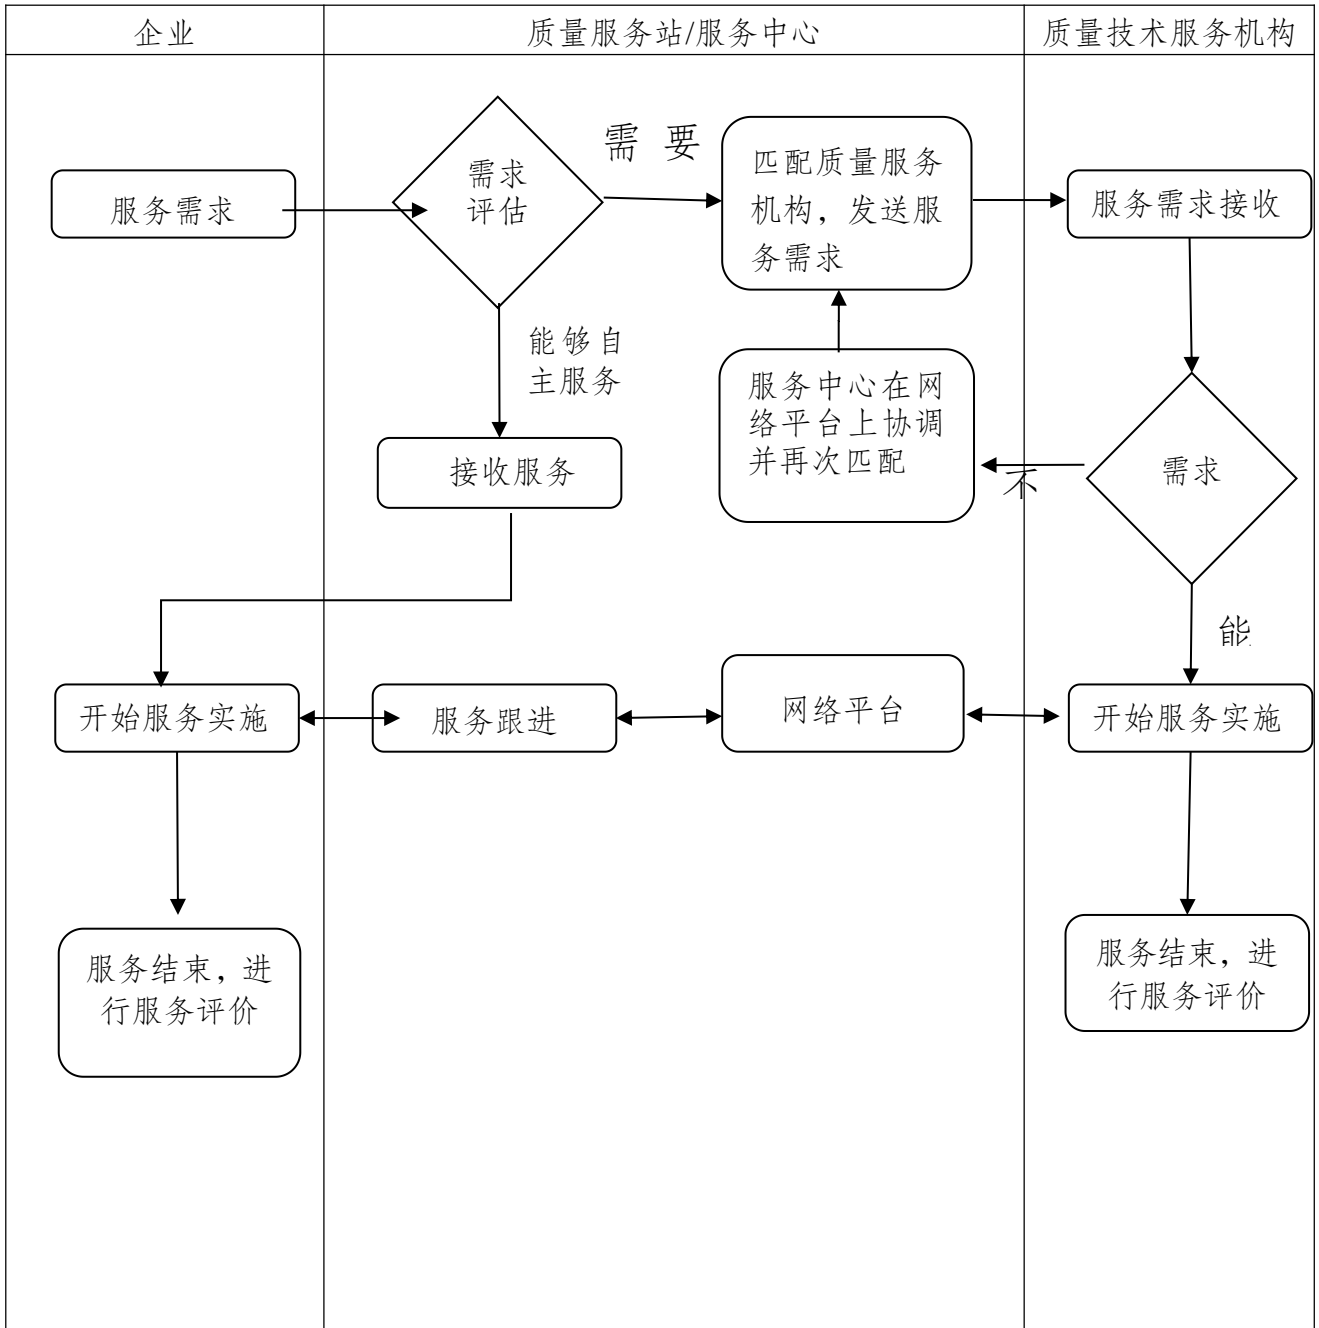 企业
质量服务站/服务中心
质量技术服务机构
服务需求
需求
评估
需 要
匹配质量服务
机构，发送服
务需求
服务需求接收
能够自
主服务
服务中心在网
络平台上协调
并再次匹配
接收服务
不
需求
能
开始服务实施
服务跟进
网络平台
开始服务实施
服务结束，进
行服务评价
服务结束，进
行服务评价